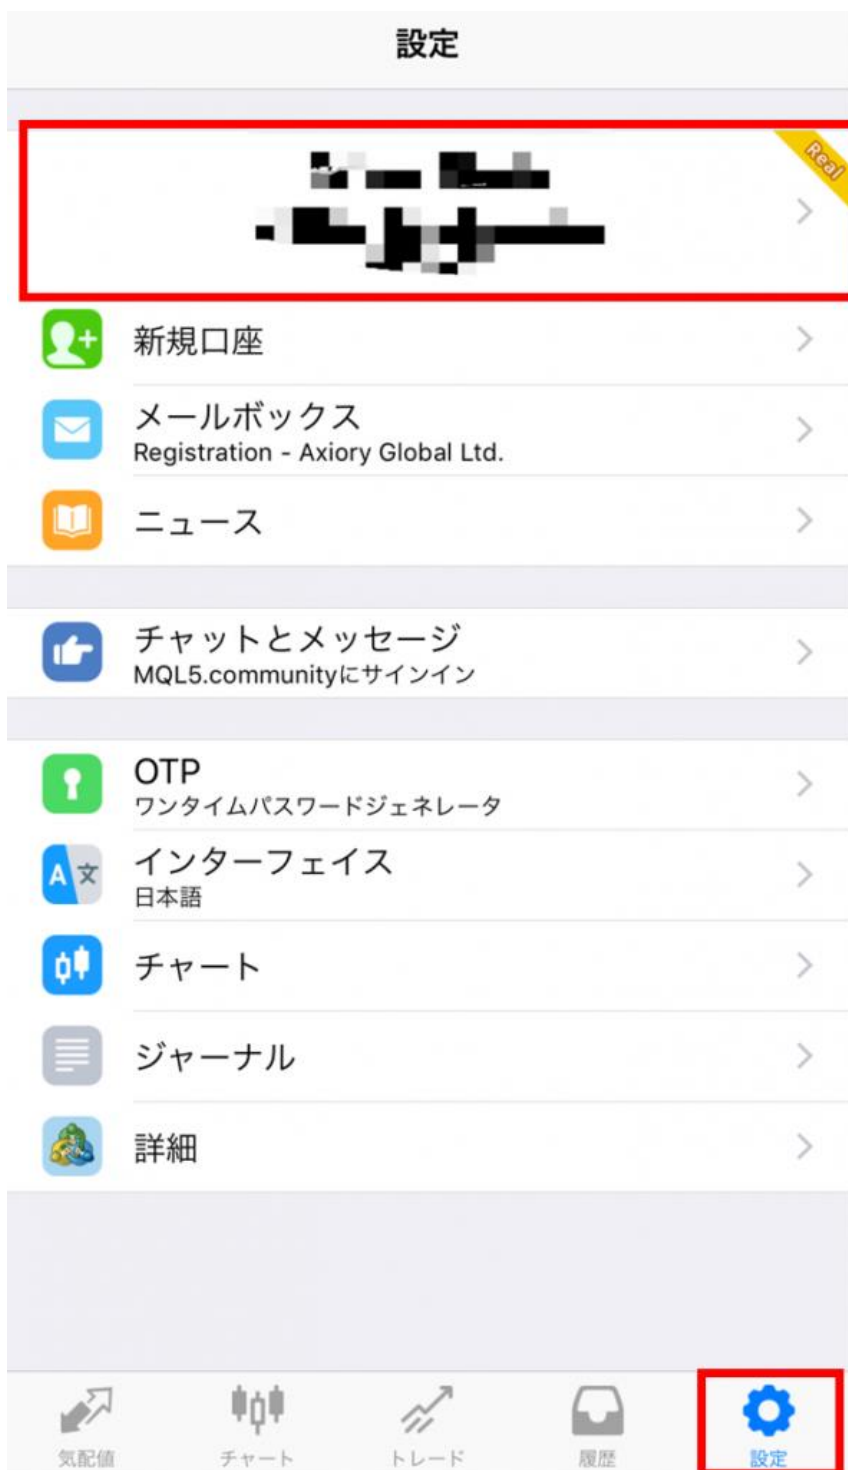 設定
Real
新規口座
メールボックス
Registration - Axiory Global Ltd.
ニュース
チャットとメッセージ
MQL5.communityにサインイン
OTP
ワンタイムパスワードジェネレータ
インターフェイス
日本語
チャート
ジャーナル
詳細
気配値
チャート
トレード
履歴
設定